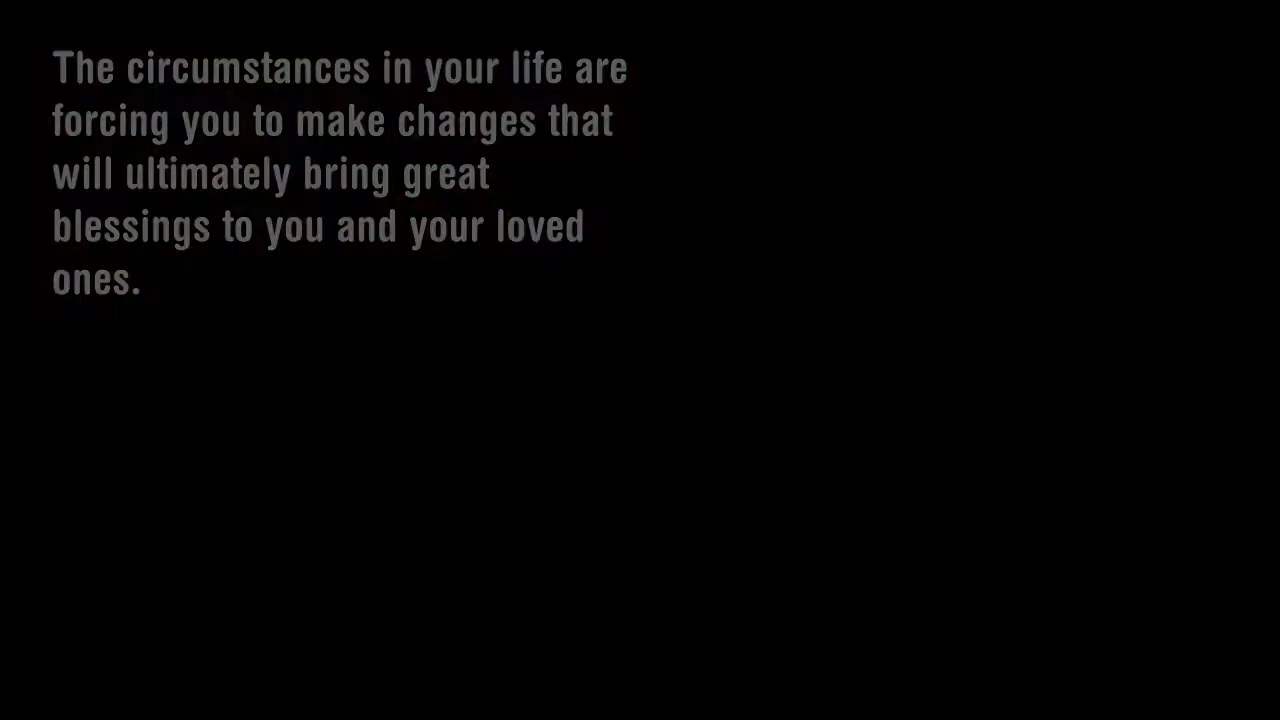 The circumstances in your life are
forcing you to make changes that
will ultimately bring great
blessings to you and your loved
ones.